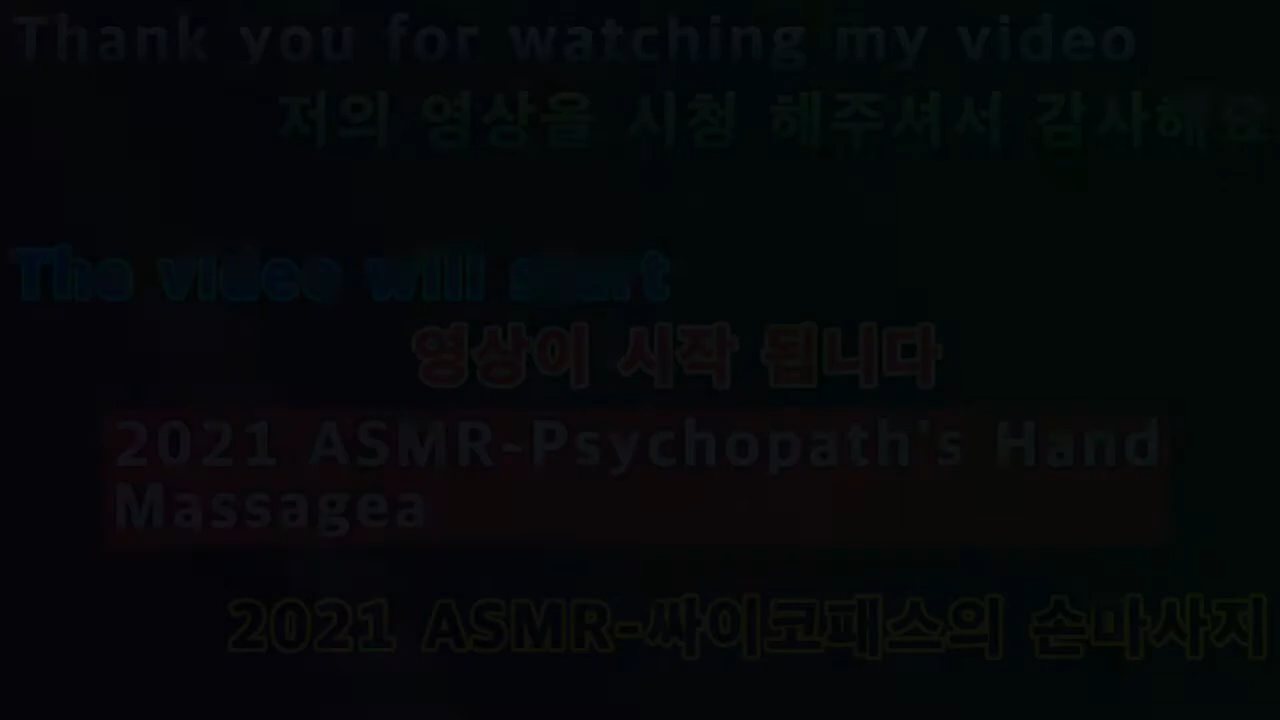 Thank you for watching my video
저의 영상을 시청 해주셔서 감사해요
The video will start
영상이 시작 됩니다
2021 ASMR-Psychopath's Hand
Massagea
2021 ASMR-싸이코패스의 손마사지